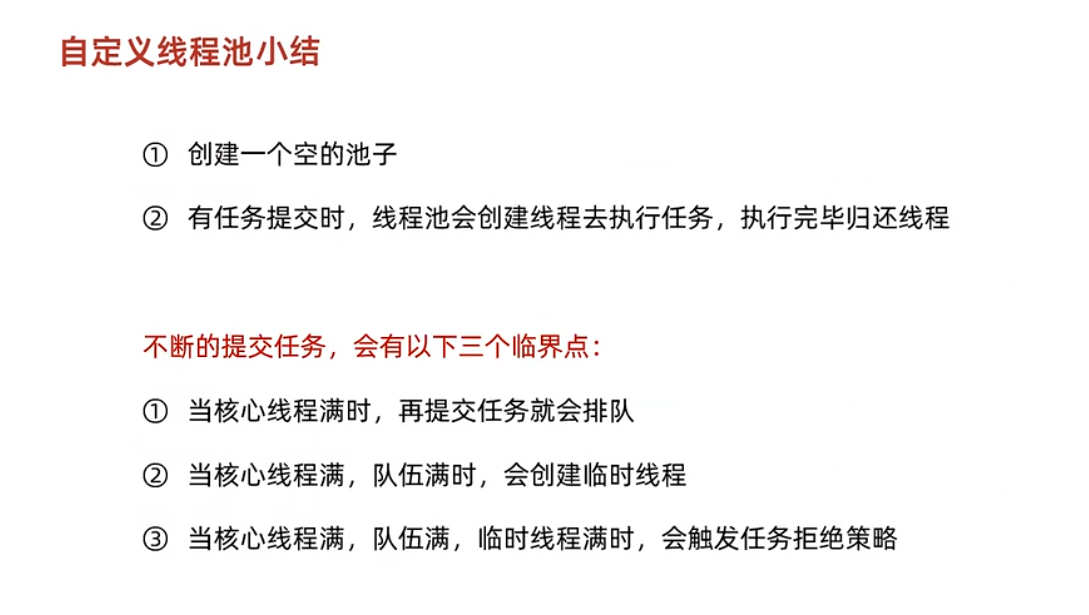 自定义线程池小结
① 创建一个空的池子
② 有任务提交时，线程池会创建线程去执行任务，执行完毕归还线程
不断的提交任务，会有以下三个临界点：
① 当核心线程满时，再提交任务就会排队
② 当核心线程满，队伍满时，会创建临时线程
③ 当核心线程满，队伍满，临时线程满时，会触发任务拒绝策略